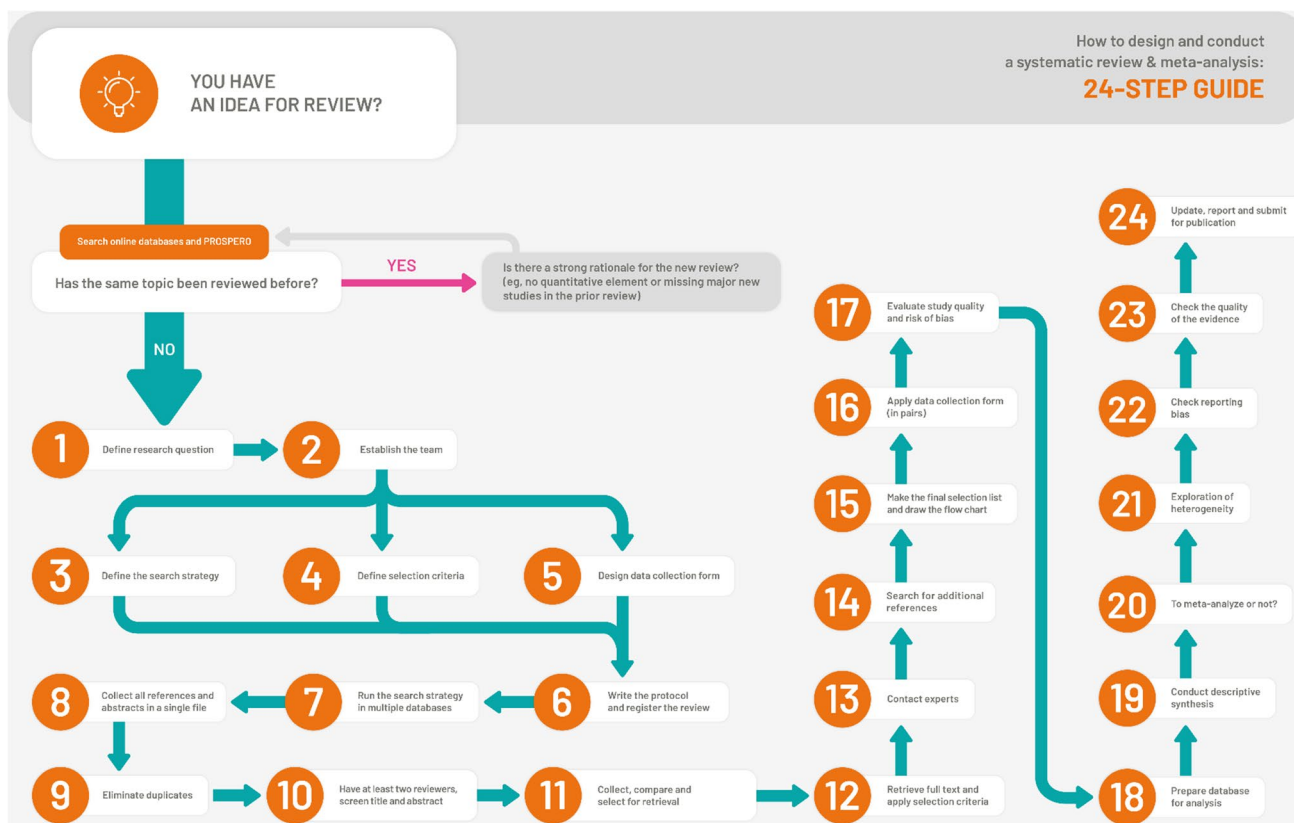 YOU HAVE
AN IDEA FOR REVIEW?
How to design and conduct
a systematic review & meta-analysis:
24-STEP GUIDE
Search online databases and PROSPERO
Has the same topic been reviewed before?
YES
Is there a strong rationale for the new review?
(eg, no quantitative element or missing major new
studies in the prior review)
NO
1
Define research question
2
Establish the team
3
Define the search strategy
4
Define selection criteria
5
Design data collection form
6
Write the protocol
and register the review
7
Run the search strategy
in multiple databases
8
Collect all references and
abstracts in a single file
9
Eliminate duplicates
10
Have at least two reviewers,
screen title and abstract
11
Collect, compare and
select for retrieval
12
Retrieve full text and
apply selection criteria
13
Contact experts
14
Search for additional
references
15
Make the final selection list
and draw the flow chart
16
Apply data collection form
(in pairs)
17
Evaluate study quality
and risk of bias
18
Prepare database
for analysis
19
Conduct descriptive
synthesis
20
To meta-analyze or not?
21
Exploration of
heterogeneity
22
Check reporting
bias
23
Check the quality
of the evidence
24
Update, report and submit
for publication